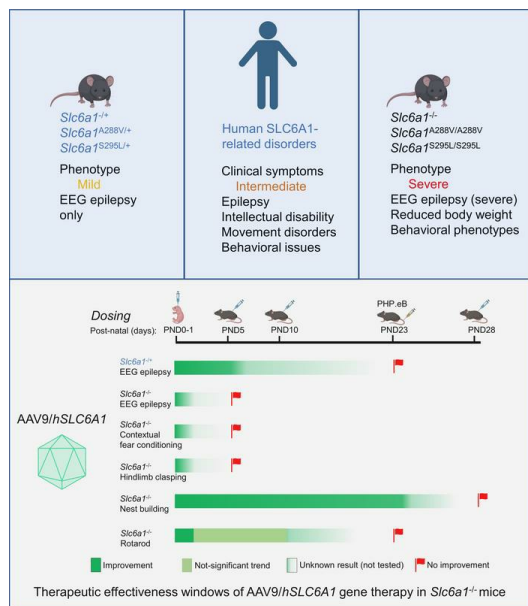 Slc6a1-/+
Slc6a1A288V/+
Slc6a1S295L/+
Phenotype
Mild
EEG epilepsy
only
Human SLC6A1-
related disorders
Clinical symptoms
Intermediate
Epilepsy
Intellectual disability
Movement disorders
Behavioral issues
Slc6a1-/-
Slc6a1A288V/A288V
Slc6a1S295L/S295L
Phenotype
Severe
EEG epilepsy (severe)
Reduced body weight
Behavioral phenotypes
Dosing
Post-natal (days):
PND0-1
PND5
PND10
PHP.eB
PND23
PND28
AAV9/hSLC6A1
Slc6a1-/+
EEG epilepsy
Slc6a1-/-
EEG epilepsy
Slc6a1-/-
Contextual
fear conditioning
Slc6a1-/-
Hindlimb clasping
Slc6a1-/-
Nest building
Slc6a1-/-
Rotarod
Improvement
Not-significant trend
Unknown result (not tested)
No improvement
Therapeutic effectiveness windows of AAV9/hSLC6A1 gene therapy in Slc6a1-/- mice